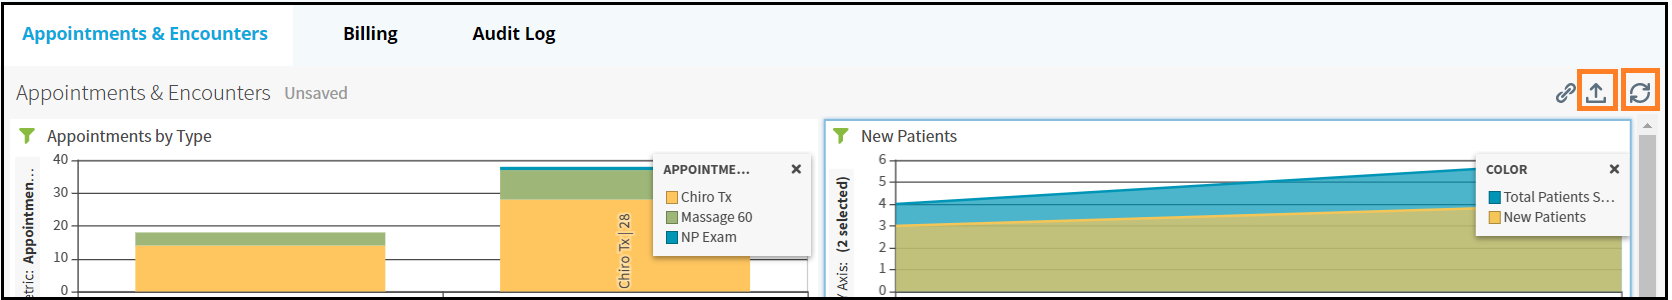 Appointments & Encounters Billing Audit Log
Appointments & Encounters Unsaved
Appointments by Type
etric: Appointmen...
40
30
20
10
0
Chiro Tx | 28
APPOINTME...
Chiro Tx
Massage 60
NP Exam
New Patients
Y Axis: (2 selected)
6
5
4
3
2
1
0
COLOR
Total Patients S...
New Patients